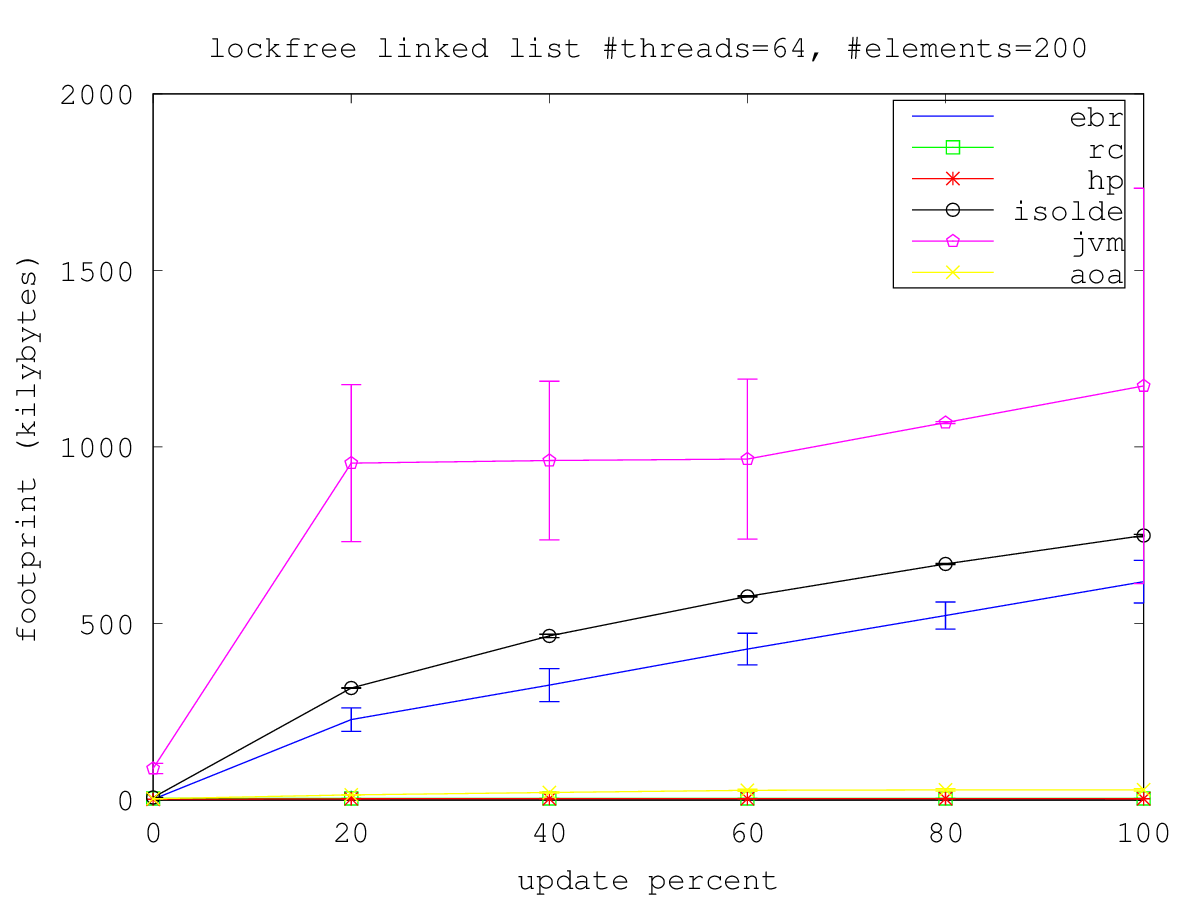 lockfree linked list #threads=64, #elements=200
2000
1500
1000
500
0
footprint (kilybytes)
ebr
rc
hp
isolde
jvm
aoa
0 20 40 60 80 100
update percent